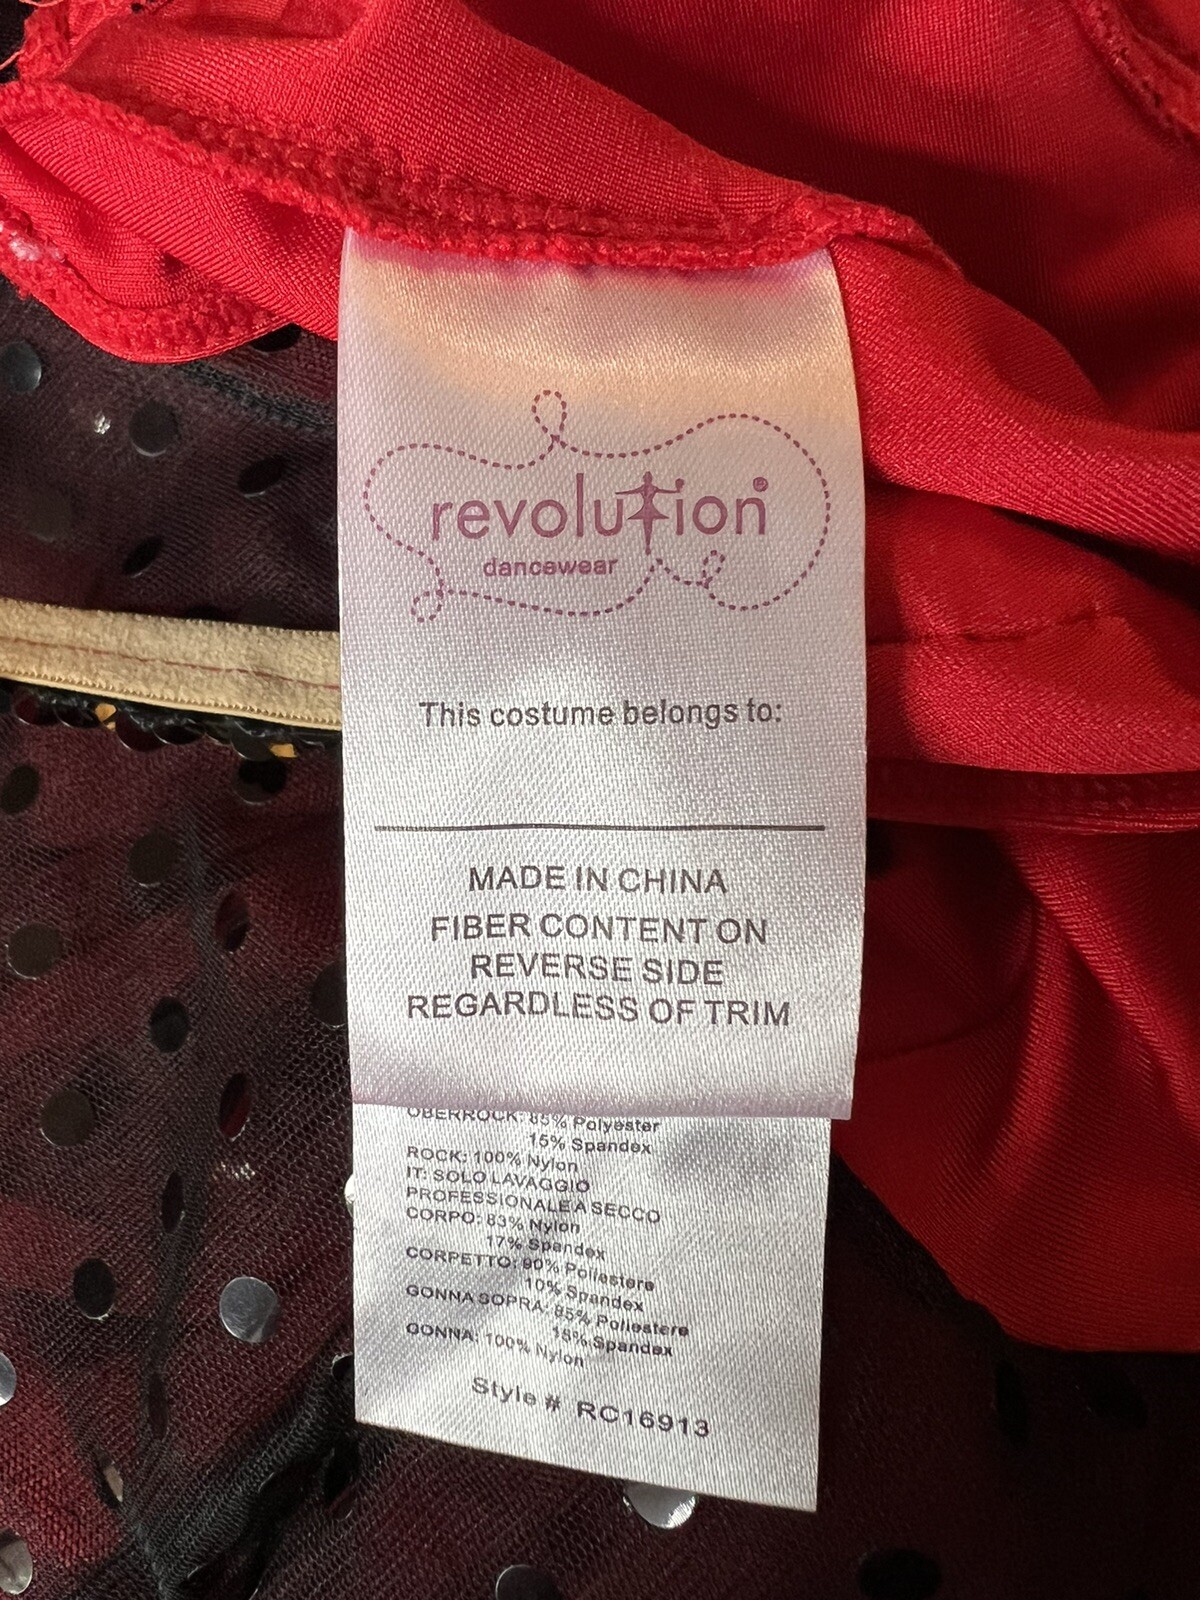 revolution®
dancewear
This costume belongs to:
MADE IN CHINA
FIBER CONTENT ON
REVERSE SIDE
REGARDLESS OF TRIM
OBERROCK: 85% Polyester
15% Spandex
ROCK: 100% Nylon
IT: SOLO LAVAGGIO
PROFESSIONALE A SECCO
CORPO: 83% Nylon
17% Spandex
CORPETTO: 90% Poliestere
10% Spandex
GONNA SOPRA: 85% Poliestere
15% Spandex
GONNA: 100% Nylon
Style # RC16913